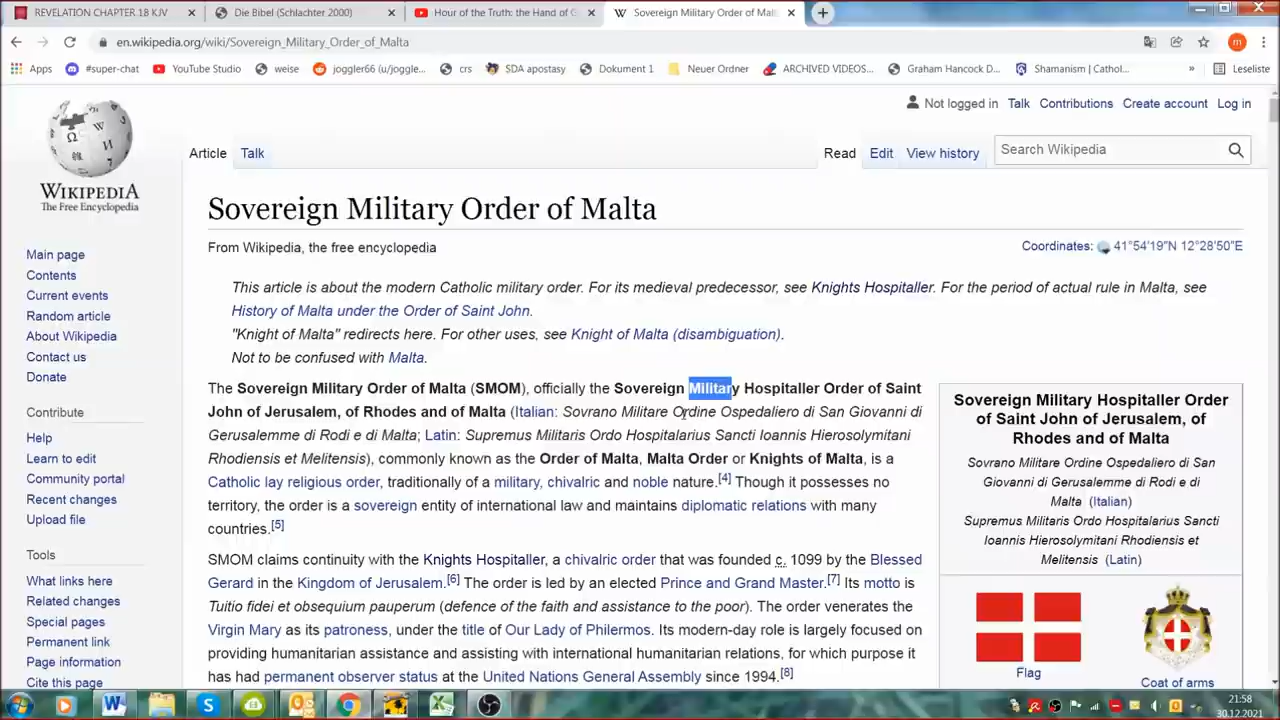 REVELATION CHAPTER 18 KJV
Die Bibel (Schlachter 2000)
Hour of the Truth: the Hand of G
Sovereign Military Order of Malt
en.wikipedia.org/wiki/Sovereign_Military_Order_of_Malta
Apps
#super-chat
YouTube Studio
weise
joggler66 (u/joggle...
crs
SDA apostasy
Dokument 1
Neuer Ordner
ARCHIVED VIDEOS...
Graham Hancock D...
Shamanism | Cathol...
»
Leseliste
Not logged in
Talk
Contributions
Create account
Log in
Article
Talk
Read
Edit
View history
Search Wikipedia
WIKIPEDIA
The Free Encyclopedia
Main page
Contents
Current events
Random article
About Wikipedia
Contact us
Donate
Contribute
Help
Learn to edit
Community portal
Recent changes
Upload file
Tools
What links here
Related changes
Special pages
Permanent link
Page information
Cite this page
Sovereign Military Order of Malta
From Wikipedia, the free encyclopedia
Coordinates: 41°54′19″N 12°28′50″E
This article is about the modern Catholic military order. For its medieval predecessor, see Knights Hospitaller. For the period of actual rule in Malta, see
History of Malta under the Order of Saint John.
"Knight of Malta" redirects here. For other uses, see Knight of Malta (disambiguation).
Not to be confused with Malta.
The Sovereign Military Order of Malta (SMOM), officially the Sovereign Military Hospitaller Order of Saint
John of Jerusalem, of Rhodes and of Malta (Italian: Sovrano Militare Ordine Ospedaliero di San Giovanni di
Gerusalemme di Rodi e di Malta; Latin: Supremus Militaris Ordo Hospitalarius Sancti Ioannis Hierosolymitani
Rhodiensis et Melitensis), commonly known as the Order of Malta, Malta Order or Knights of Malta, is a
Catholic lay religious order, traditionally of a military, chivalric and noble nature.[4] Though it possesses no
territory, the order is a sovereign entity of international law and maintains diplomatic relations with many
countries.[5]
SMOM claims continuity with the Knights Hospitaller, a chivalric order that was founded c. 1099 by the Blessed
Gerard in the Kingdom of Jerusalem.[6] The order is led by an elected Prince and Grand Master.[7] Its motto is
Tuitio fidei et obsequium pauperum (defence of the faith and assistance to the poor). The order venerates the
Virgin Mary as its patroness, under the title of Our Lady of Philermos. Its modern-day role is largely focused on
providing humanitarian assistance and assisting with international humanitarian relations, for which purpose it
has had permanent observer status at the United Nations General Assembly since 1994.[8]
Sovereign Military Hospitaller Order
of Saint John of Jerusalem, of
Rhodes and of Malta
Sovrano Militare Ordine Ospedaliero di San
Giovanni di Gerusalemme di Rodi e di
Malta (Italian)
Supremus Militaris Ordo Hospitalarius Sancti
Ioannis Hierosolymitani Rhodiensis et
Melitensis (Latin)
Flag
Coat of arms
21:58
30.12.2021